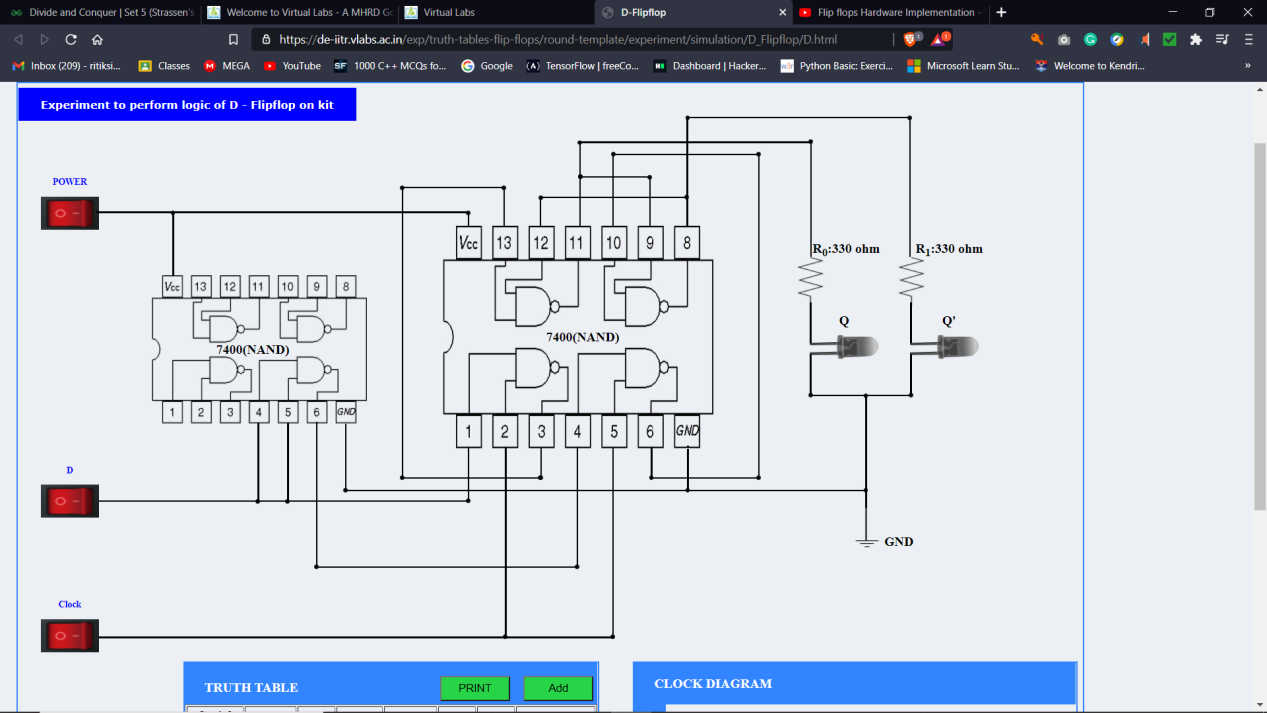 Divide and Conquer | Set 5 (Strassen's
Welcome to Virtual Labs - A MHRD Go
Virtual Labs
D-Flipflop
Flip flops Hardware Implementation -
https://de-iitr.vlabs.ac.in/exp/truth-tables-flip-flops/round-template/experiment/simulation/D_Flipflop/D.html
1
1
Inbox (209) - ritiksi...
Classes
MEGA
YouTube
1000 C++ MCQs fo...
Google
TensorFlow | freeCo...
Dashboard | Hacker...
Python Basic: Exerci...
Microsoft Learn Stu...
Welcome to Kendri...
»
Experiment to perform logic of D - Flipflop on kit
POWER
Vcc 13 12 11 10 9 8
R0:330 ohm
R1:330 ohm
Vcc 13 12 11 10 9 8
Q
Q'
7400(NAND)
7400(NAND)
1 2 3 4 5 6 GND
1 2 3 4 5 6 GND
D
GND
Clock
TRUTH TABLE
PRINT
Add
CLOCK DIAGRAM